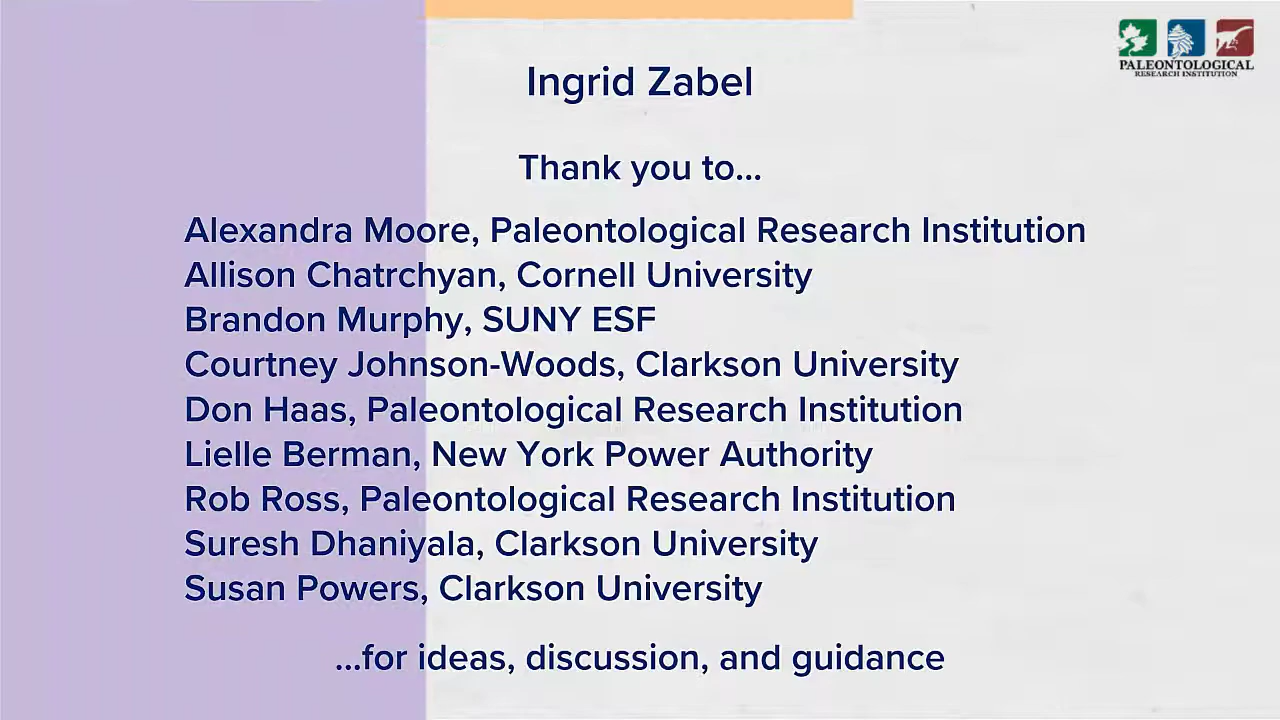 PALEONTOLOGICAL
RESEARCH INSTITUTION
Ingrid Zabel
Thank you to...
Alexandra Moore, Paleontological Research Institution
Allison Chatrchyan, Cornell University
Brandon Murphy, SUNY ESF
Courtney Johnson-Woods, Clarkson University
Don Haas, Paleontological Research Institution
Lielle Berman, New York Power Authority
Rob Ross, Paleontological Research Institution
Suresh Dhaniyala, Clarkson University
Susan Powers, Clarkson University
...for ideas, discussion, and guidance